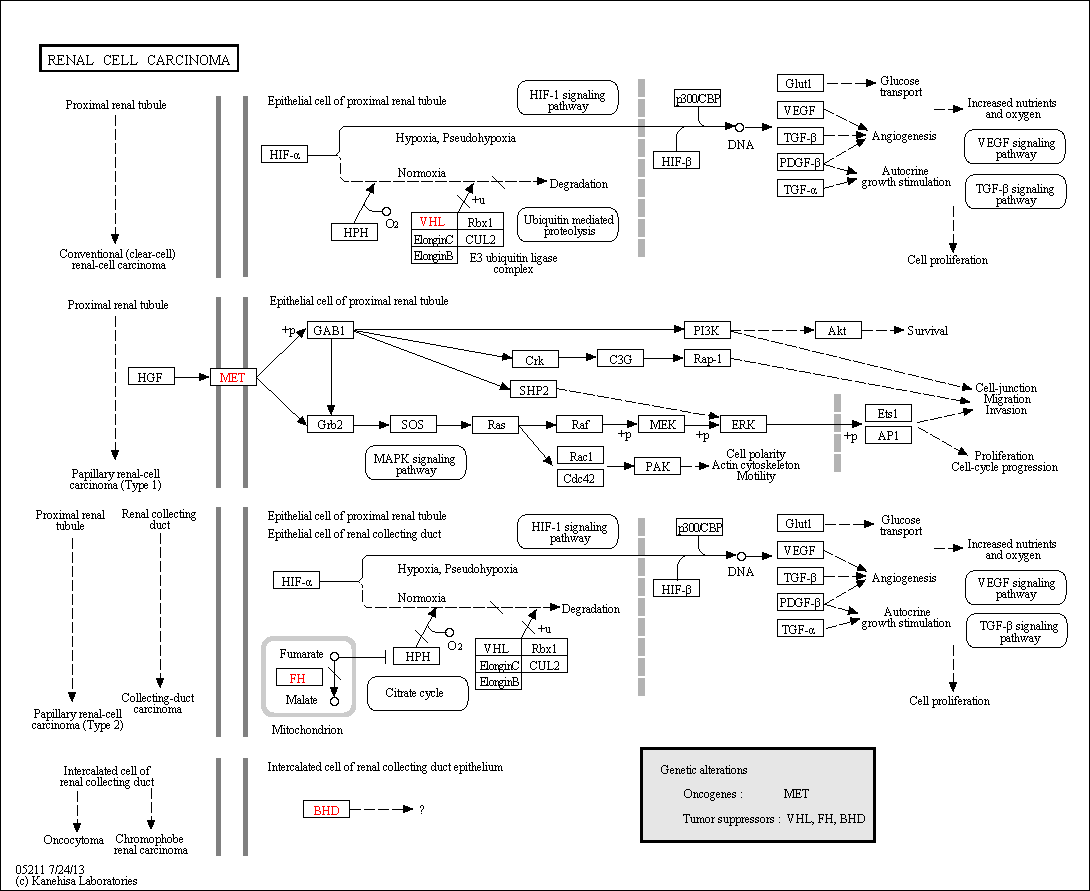 RENAL CELL CARCINOMA
Proximal renal tubule
Conventional (clear-cell)
renal-cell carcinoma
Epithelial cell of proximal renal tubule
HIF-1 signaling
pathway
HIF-α
Hypoxia, Pseudohypoxia
Normoxia
Degradation
HPH
O2
+u
VHL
Rbx1
ElonginC
CUL2
ElonginB
E3 ubiquitin ligase
complex
Ubiquitin mediated
proteolysis
p300/CBP
HIF-β
DNA
Glut1
VEGF
TGF-β
PDGF-β
TGF-α
Glucose
transport
Angiogenesis
Autocrine
growth stimulation
Increased nutrients
and oxygen
VEGF signaling
pathway
TGF-β signaling
pathway
Cell proliferation
Proximal renal tubule
Papillary renal-cell
carcinoma (Type 1)
Epithelial cell of proximal renal tubule
HGF
MET
+p
GAB1
PI3K
Akt
Survival
Crk
C3G
Rap-1
SHP2
Grb2
SOS
Ras
Raf
+p
MEK
+p
ERK
+p
Ets1
AP1
Cell-junction
Migration
Invasion
Proliferation
Cell-cycle progression
MAPK signaling
pathway
Rac1
Cdc42
PAK
Cell polarity
Actin cytoskeleton
Motility
Proximal renal
tubule
Renal collecting
duct
Papillary renal-cell
carcinoma (Type 2)
Collecting-duct
carcinoma
Epithelial cell of proximal renal tubule
Epithelial cell of renal collecting duct
HIF-1 signaling
pathway
HIF-α
Hypoxia, Pseudohypoxia
Normoxia
Degradation
HPH
O2
+u
VHL
Rbx1
ElonginC
CUL2
ElonginB
Fumarate
FH
Malate
Mitochondrion
Citrate cycle
p300/CBP
HIF-β
DNA
Glut1
VEGF
TGF-β
PDGF-β
TGF-α
Glucose
transport
Angiogenesis
Autocrine
growth stimulation
Increased nutrients
and oxygen
VEGF signaling
pathway
TGF-β signaling
pathway
Cell proliferation
Intercalated cell of
renal collecting duct
Oncocytoma
Chromophobe
renal carcinoma
Intercalated cell of renal collecting duct epithelium
BHD
?
Genetic alterations
Oncogenes : MET
Tumor suppressors : VHL, FH, BHD
05211 7/24/13
(c) Kanehisa Laboratories